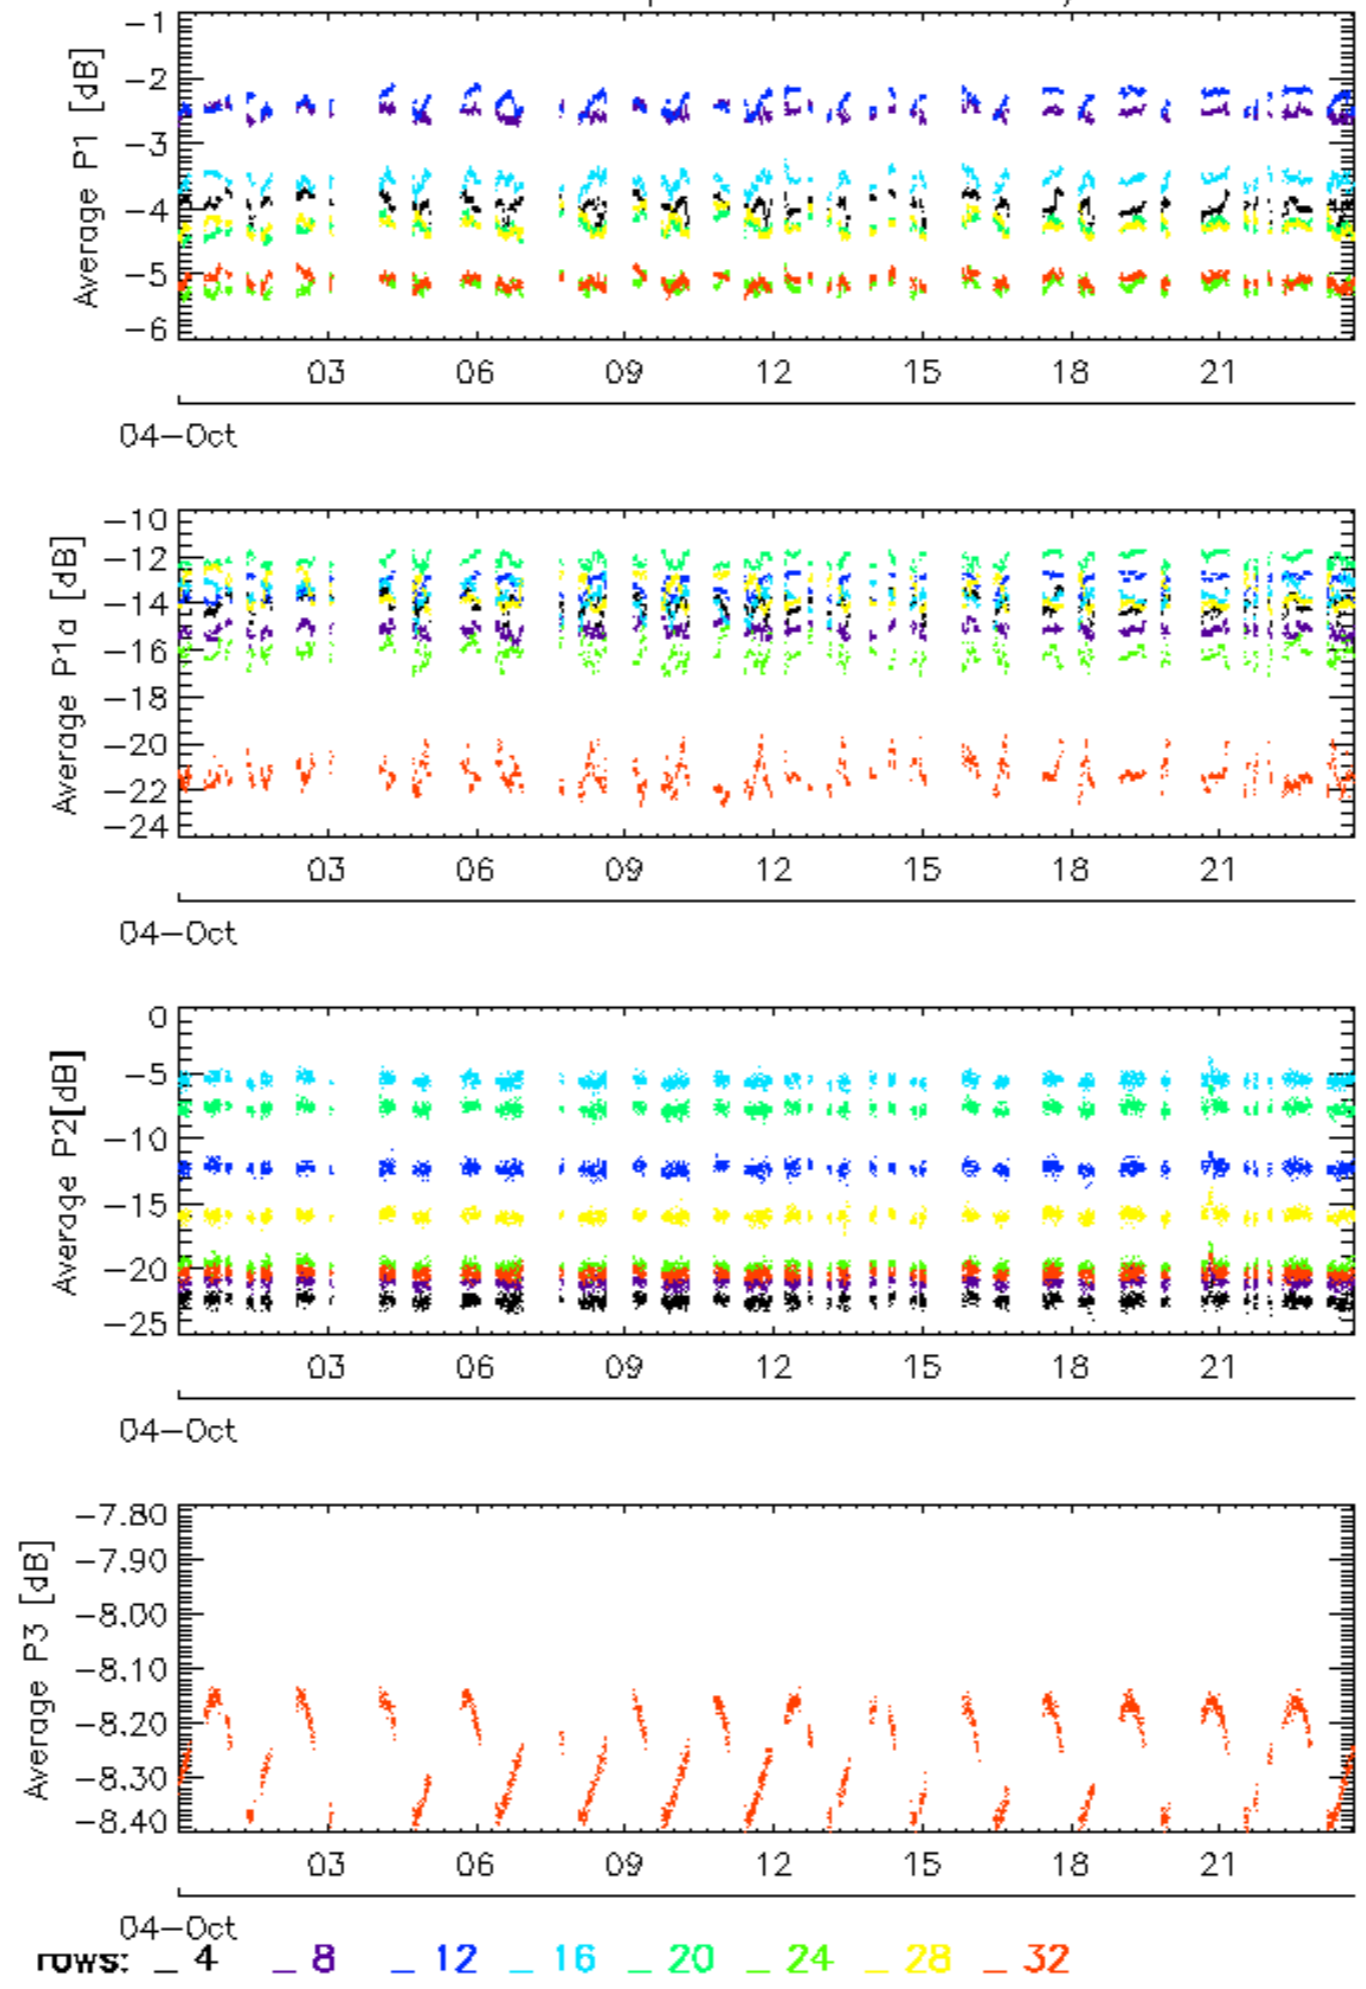 Average P1 [dB]
-1
-2
-3
-4
-5
-6
03 06 09 12 15 18 21
04-Oct
Average P1a [dB]
-10
-12
-14
-16
-18
-20
-22
-24
03 06 09 12 15 18 21
04-Oct
Average P2[dB]
0
-5
-10
-15
-20
-25
03 06 09 12 15 18 21
04-Oct
Average P3 [dB]
-7.80
-7.90
-8.00
-8.10
-8.20
-8.30
-8.40
03 06 09 12 15 18 21
04-Oct
rows: _ 4 _ 8 _ 12 _ 16 _ 20 _ 24 _ 28 _ 32